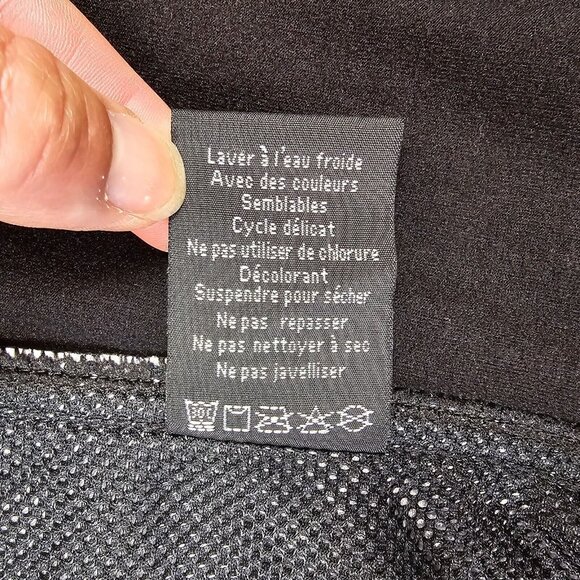 Laver à l'eau froide
Avec des couleurs
Semblables
Cycle délicat
Ne pas utiliser de chlorure
Décolorant
Suspendre pour sécher
Ne pas repasser
Ne pas nettoyer à sec
Ne pas javelliser
30C